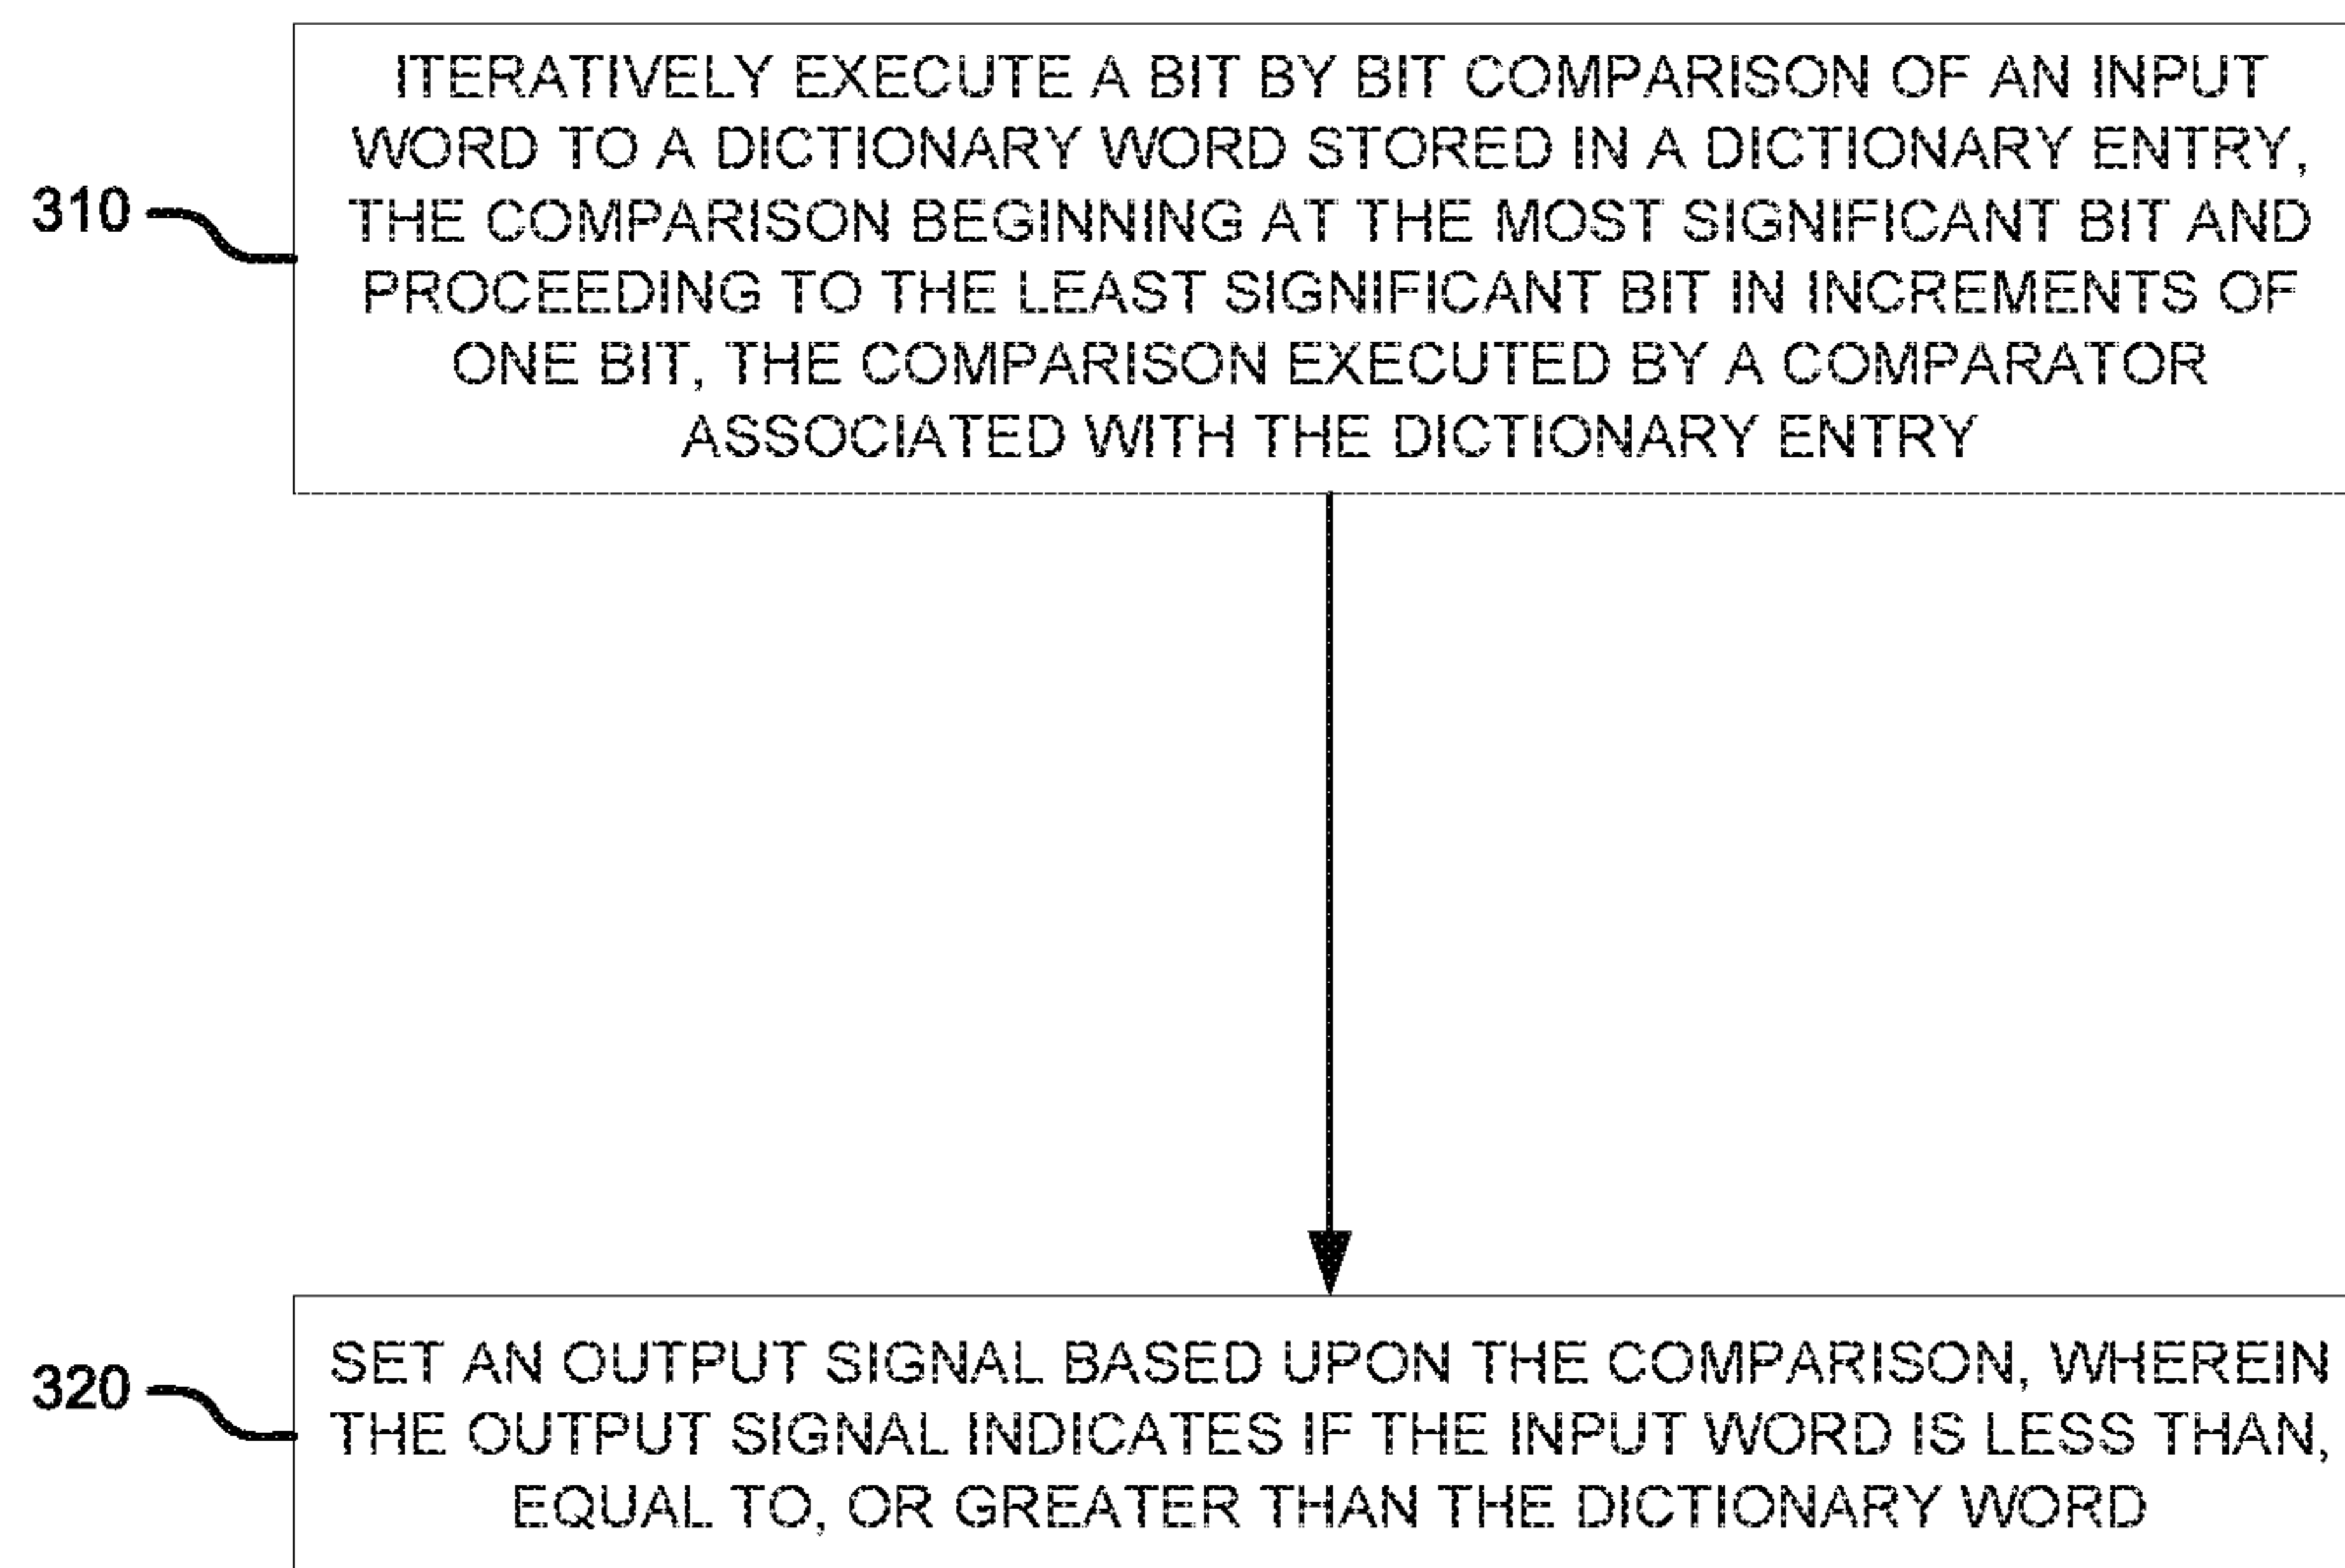 ITERATIVELY EXECUTE A BIT BY BIT COMPARISON OF AN INPUT
WORD TO A DICTIONARY WORD STORED IN A DICTIONARY ENTRY,
310
THE COMPARISON BEGINNING AT THE MOST SIGNIFICANT BIT AND
PROCEEDING TO THE LEAST SIGNIFICANT BIT IN INCREMENTS OF
ONE BIT, THE COMPARISON EXECUTED BY A COMPARATOR
ASSOCIATED WITH THE DICTIONARY ENTRY
SET AN OUTPUT SIGNAL BASED UPON THE COMPARISON, WHEREIN
320
THE OUTPUT SIGNAL INDICATES IF THE INPUT WORD IS LESS THAN,
EQUAL TO, OR GREATER THAN THE DICTIONARY WORD